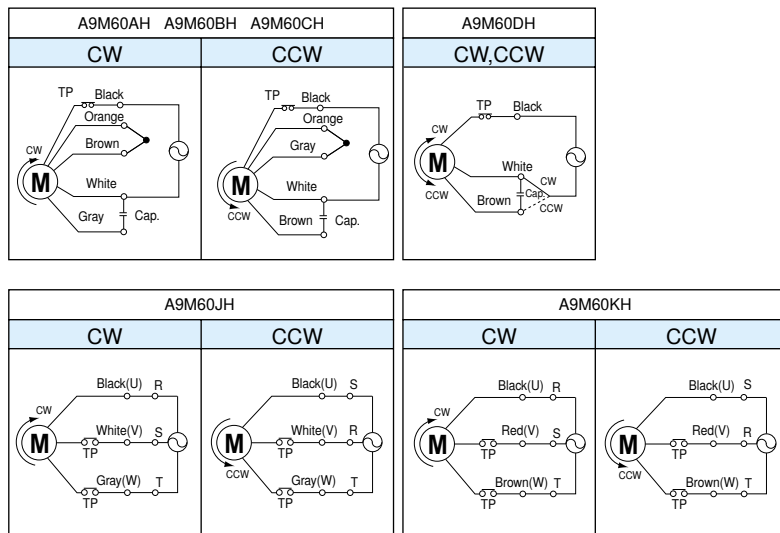 A9M60AH A9M60BH A9M60CH
CW
CCW
TP
Black
Orange
CW
Brown
M
White
Gray
Cap.
TP
Black
Orange
Gray
M
White
CCW
Brown
Cap.
A9M60DH
CW,CCW
TP
Black
CW
M
White
CW
Cap.
CCW
Brown
CCW
A9M60JH
CW
CCW
Black(U) R
CW
M
White(V) S
TP
Gray(W) T
TP
Black(U) S
M
White(V) R
TP
CCW
Gray(W) T
TP
A9M60KH
CW
CCW
Black(U) R
CW
M
Red(V) S
TP
Brown(W) T
TP
Black(U) S
M
Red(V) R
TP
CCW
Brown(W) T
TP